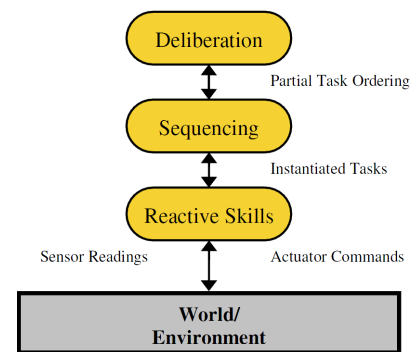 Deliberation
Partial Task Ordering
Sequencing
Instantiated Tasks
Reactive Skills
Sensor Readings
Actuator Commands
World/
Environment